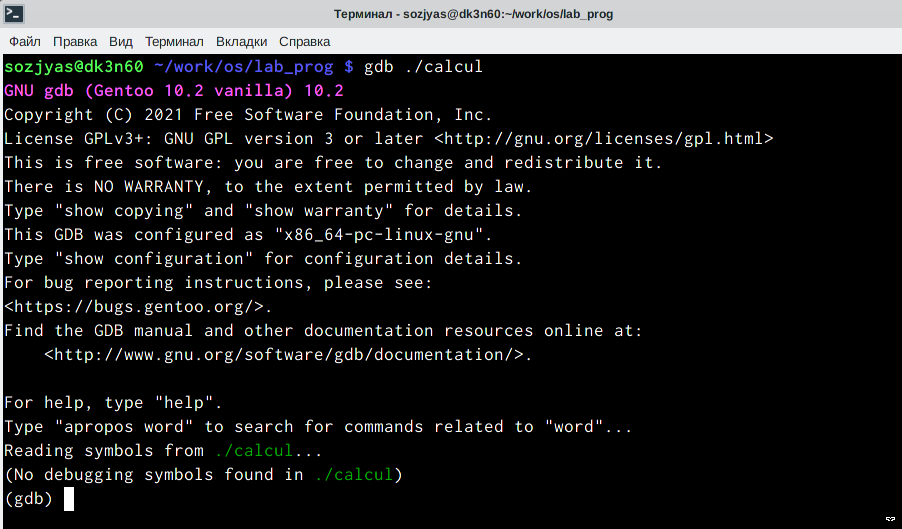 Терминал - sozjyas@dk3n60:~/work/os/lab_prog
Файл Правка Вид Терминал Вкладки Справка
sozjyas@dk3n60 ~/work/os/lab_prog $ gdb ./calcul
GNU gdb (Gentoo 10.2 vanilla) 10.2
Copyright (C) 2021 Free Software Foundation, Inc.
License GPLv3+: GNU GPL version 3 or later <http://gnu.org/licenses/gpl.html>
This is free software: you are free to change and redistribute it.
There is NO WARRANTY, to the extent permitted by law.
Type "show copying" and "show warranty" for details.
This GDB was configured as "x86_64-pc-linux-gnu".
Type "show configuration" for configuration details.
For bug reporting instructions, please see:
<https://bugs.gentoo.org/>.
Find the GDB manual and other documentation resources online at:
    <http://www.gnu.org/software/gdb/documentation/>.

For help, type "help".
Type "apropos word" to search for commands related to "word"...
Reading symbols from ./calcul...
(No debugging symbols found in ./calcul)
(gdb)